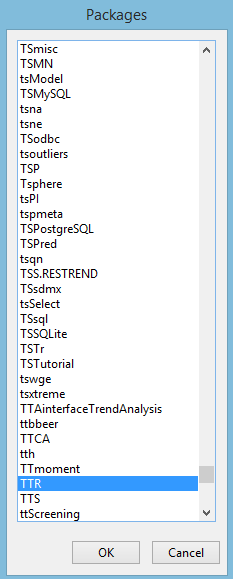 Packages
TSmisc
TSMN
tsModel
TSMySQL
tsna
tsne
TSodbc
tsoutliers
TSP
Tsphere
tsPI
tspmeta
TSPostgreSQL
TSPred
tsqn
TSS.RESTREND
TSsdmx
tsSelect
TSsql
TSSQLite
TSTr
TSTutorial
tswge
tsxtreme
TTAinterfaceTrendAnalysis
ttbbeer
TTCA
tth
TTmoment
TTR
TTS
ttScreening
OK Cancel